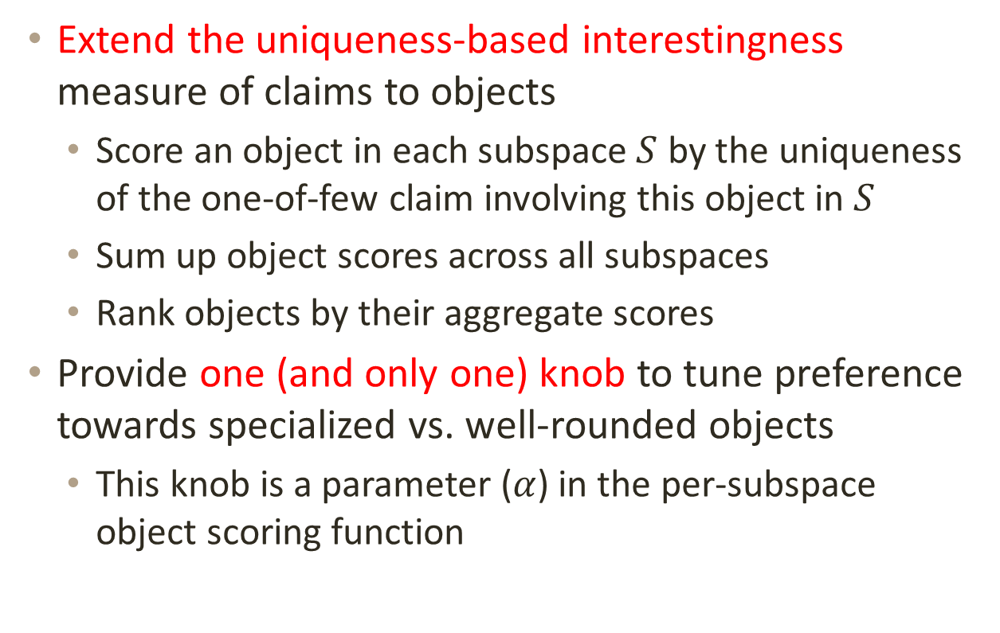 • Extend the uniqueness-based interestingness
measure of claims to objects
• Score an object in each subspace S by the uniqueness
of the one-of-few claim involving this object in S
• Sum up object scores across all subspaces
• Rank objects by their aggregate scores
• Provide one (and only one) knob to tune preference
towards specialized vs. well-rounded objects
• This knob is a parameter (α) in the per-subspace
object scoring function